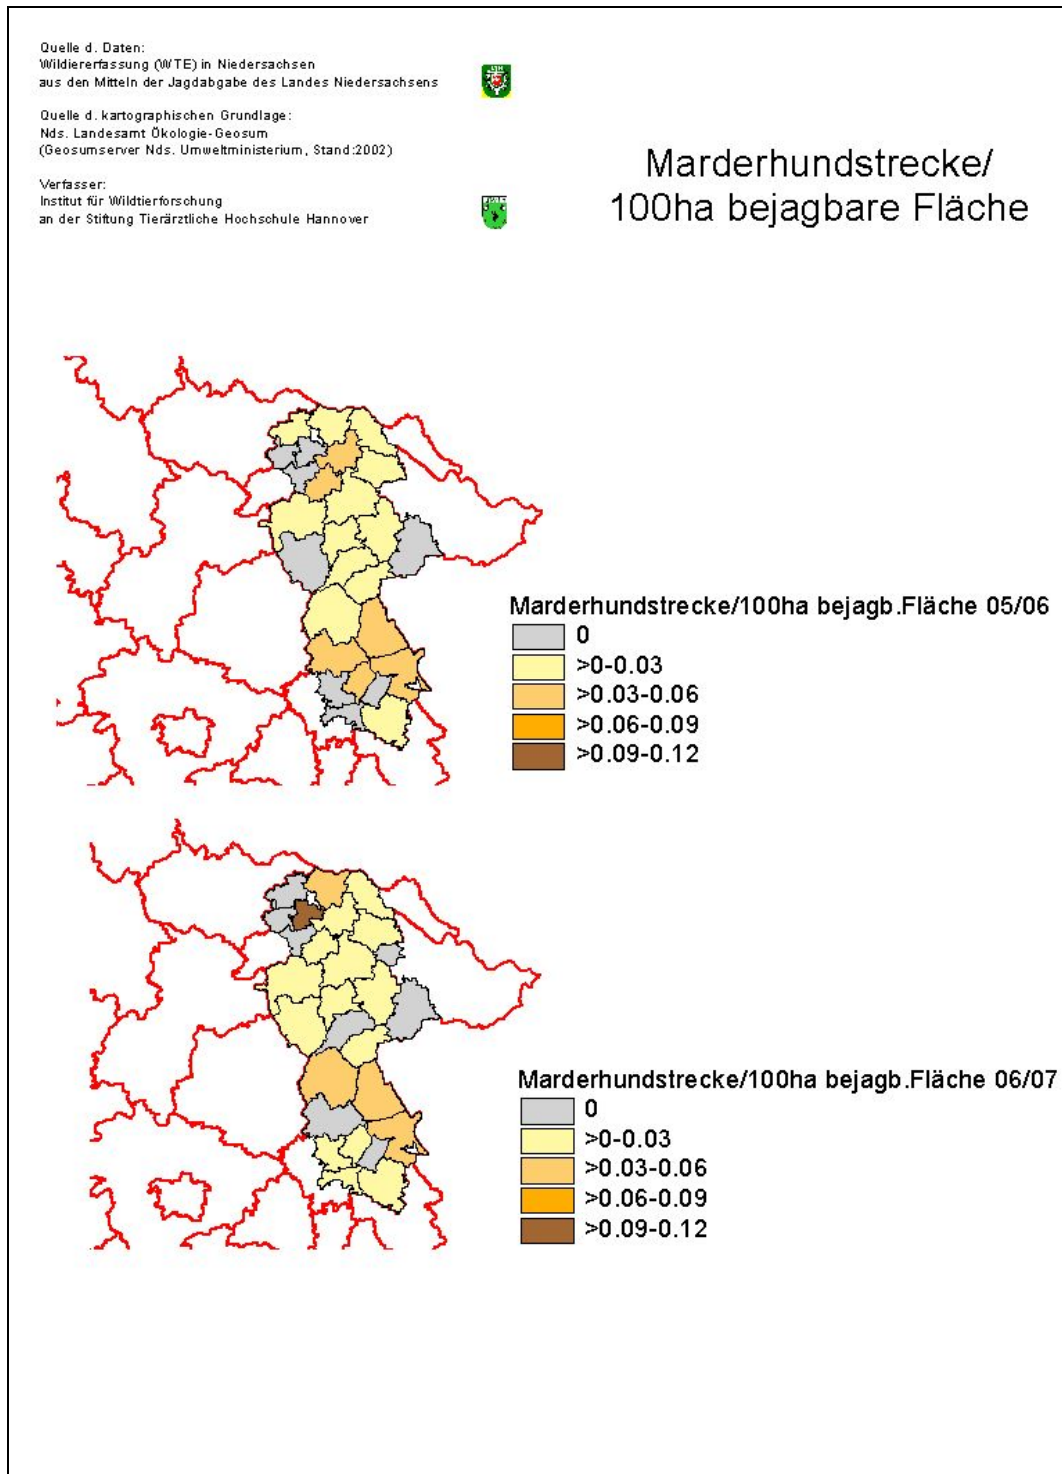 Quelle d. Daten:
Wildiererfassung (WTE) in Niedersachsen
aus den Mitteln der Jagdabgabe des Landes Niedersachsens
Quelle d. kartographischen Grundlage:
Nds. Landesamt Ökologie-Geosum
(Geosumserver Nds. Umweltministerium, Stand:2002)
Verfasser:
Institut für Wildtierforschung
an der Stiftung Tierärztliche Hochschule Hannover
Marderhundstrecke/
100ha bejagbare Fläche
Marderhundstrecke/100ha bejagb.Fläche 05/06
0
>0-0.03
>0.03-0.06
>0.06-0.09
>0.09-0.12
Marderhundstrecke/100ha bejagb.Fläche 06/07
0
>0-0.03
>0.03-0.06
>0.06-0.09
>0.09-0.12